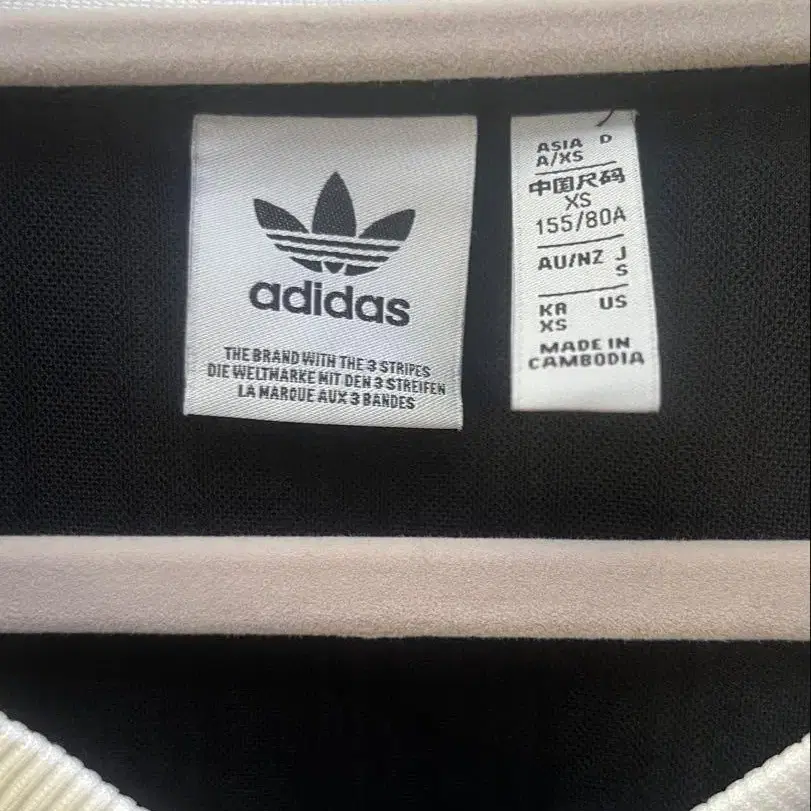 adidas
THE BRAND WITH THE 3 STRIPES
DIE WELTMARKE MIT DEN 3 STREIFEN
LA MARQUE AUX 3 BANDES
ASIA D
A/XS
中国尺码
XS
155/80A
AU/NZ J
S
KR US
XS
MADE IN
CAMBODIA